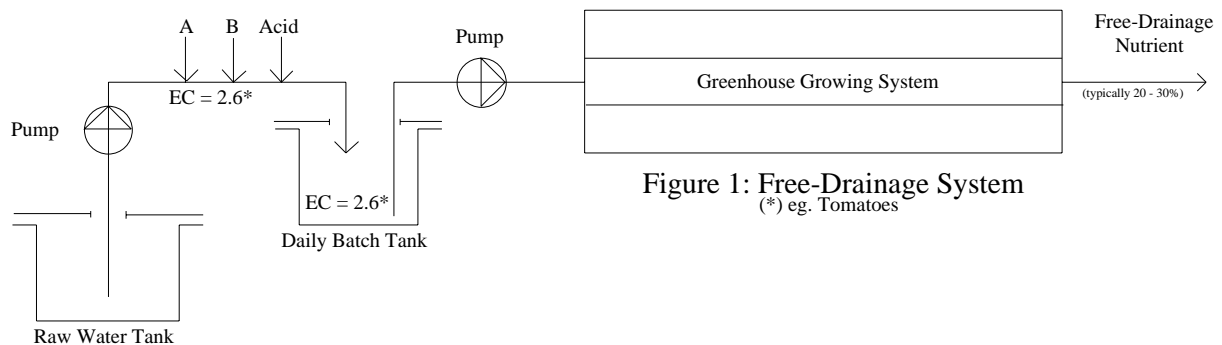 A B Acid
EC = 2.6*
Pump
Raw Water Tank
EC = 2.6*
Daily Batch Tank
Pump
Greenhouse Growing System
Free-Drainage
Nutrient
(typically 20 - 30%)
Figure 1: Free-Drainage System
(*) eg. Tomatoes